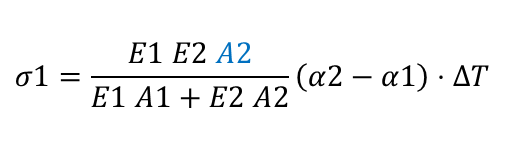 σ1 = (E1 E2 A2)/(E1 A1 + E2 A2) (α2 − α1) · ΔT